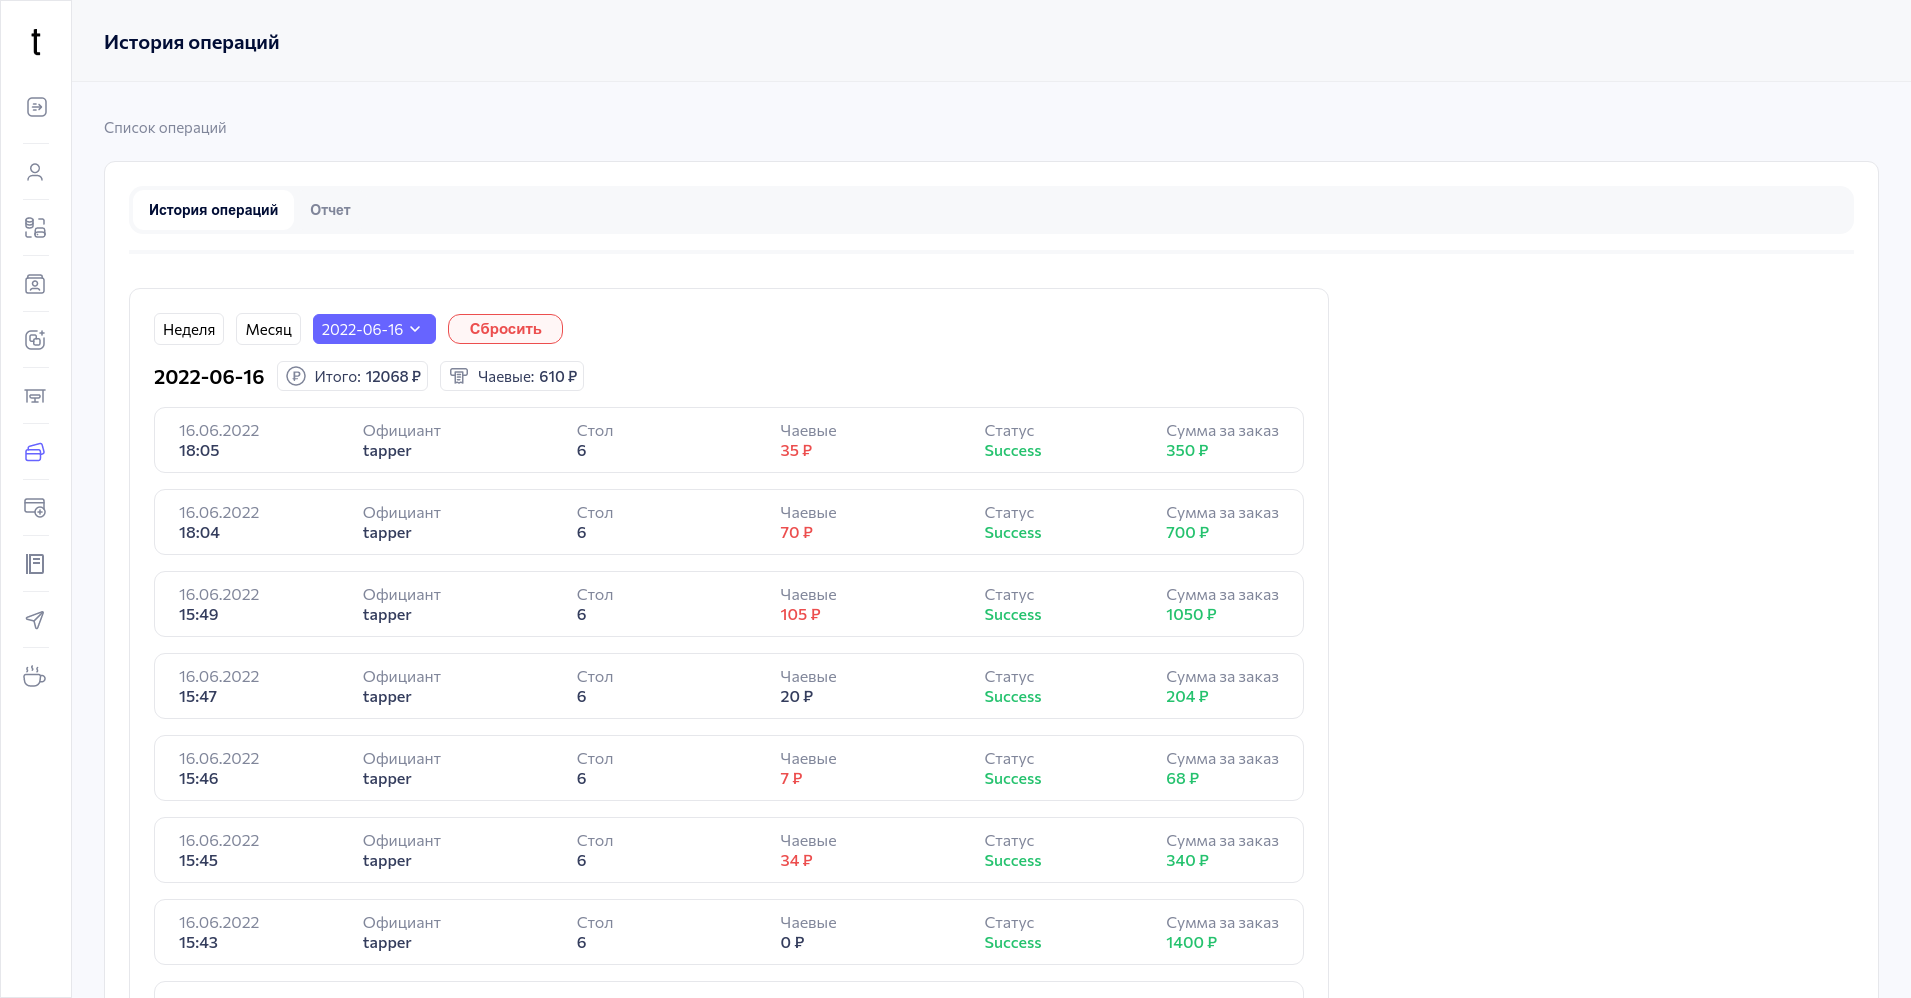 t
История операций
Список операций
История операций Отчет
Неделя Месяц 2022-06-16 Сбросить
2022-06-16 Итого: 12068 ₽ Чаевые: 610 ₽
16.06.2022 Официант Стол Чаевые Статус Сумма за заказ
18:05 tapper 6 35 ₽ Success 350 ₽
16.06.2022 Официант Стол Чаевые Статус Сумма за заказ
18:04 tapper 6 70 ₽ Success 700 ₽
16.06.2022 Официант Стол Чаевые Статус Сумма за заказ
15:49 tapper 6 105 ₽ Success 1050 ₽
16.06.2022 Официант Стол Чаевые Статус Сумма за заказ
15:47 tapper 6 20 ₽ Success 204 ₽
16.06.2022 Официант Стол Чаевые Статус Сумма за заказ
15:46 tapper 6 7 ₽ Success 68 ₽
16.06.2022 Официант Стол Чаевые Статус Сумма за заказ
15:45 tapper 6 34 ₽ Success 340 ₽
16.06.2022 Официант Стол Чаевые Статус Сумма за заказ
15:43 tapper 6 0 ₽ Success 1400 ₽